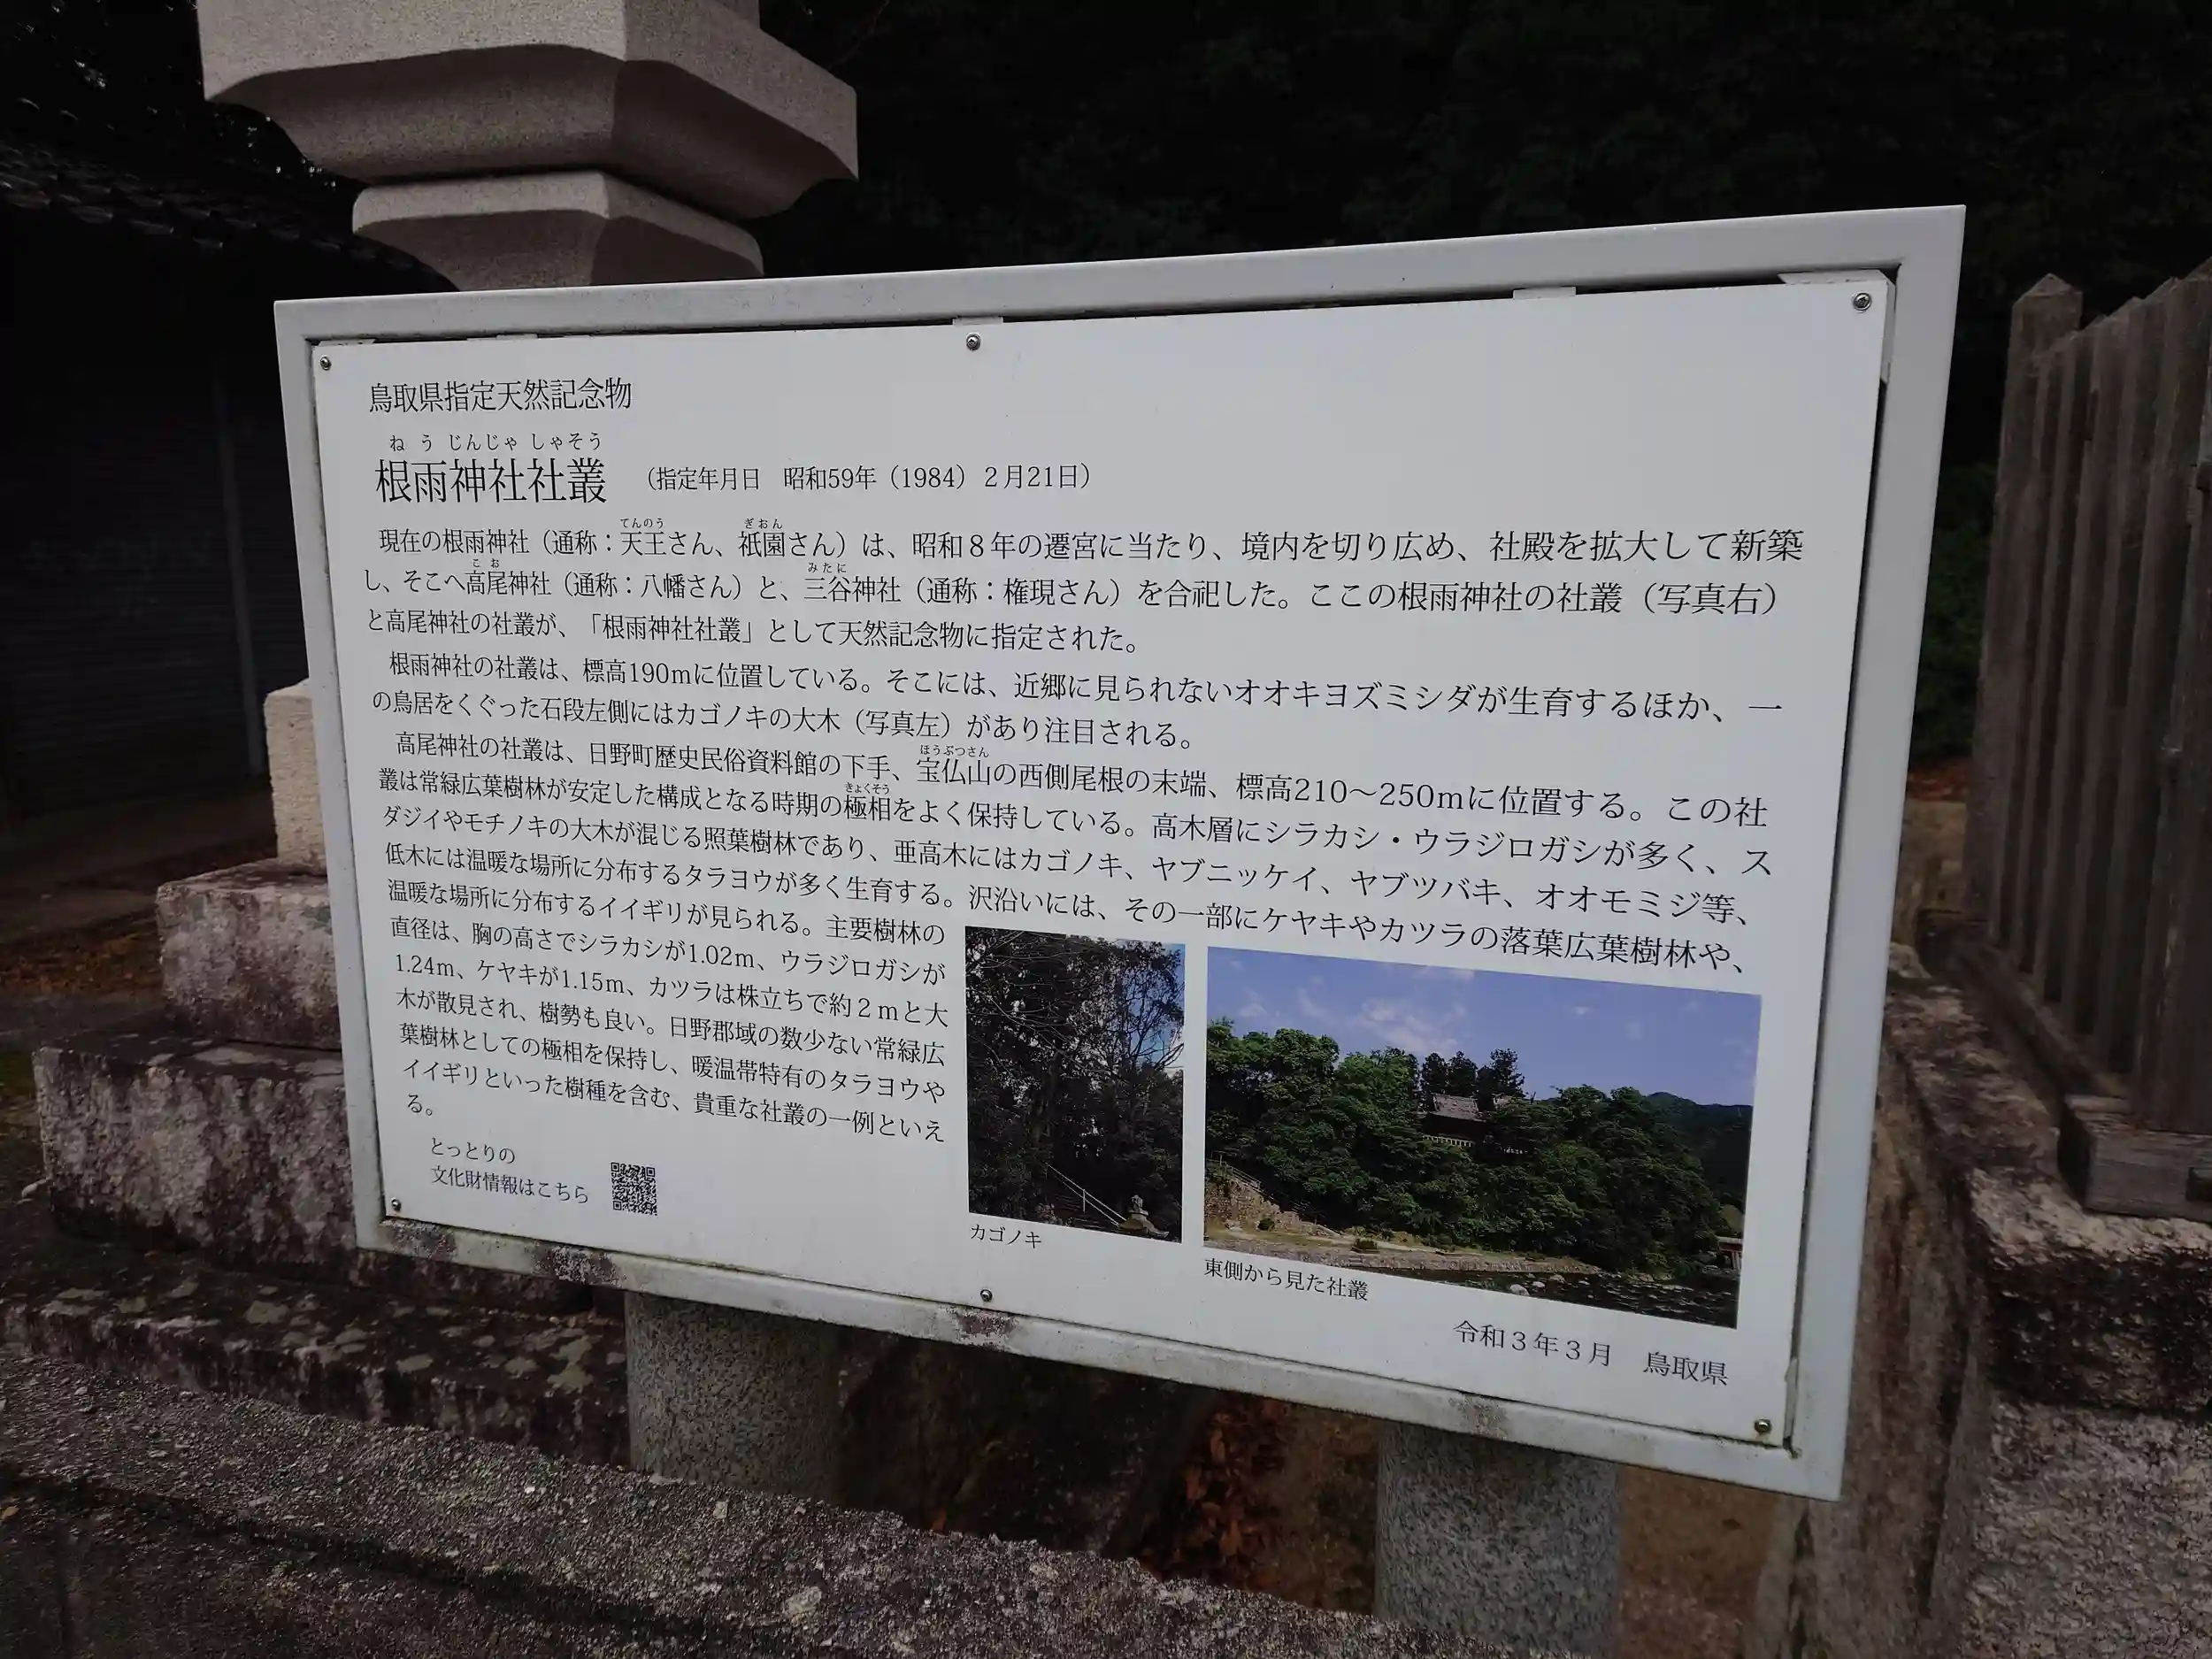 鳥取県指定天然記念物
ねう じんじゃ しゃそう
根雨神社社叢 (指定年月日 昭和59年（1984）2月21日)
てんのう ぎおん
現在の根雨神社（通称：天王さん、祇園さん）は、昭和８年の遷宮に当たり、境内を切り広め、社殿を拡大して新築
こお みたに
し、そこへ高尾神社（通称：八幡さん）と、三谷神社（通称：権現さん）を合祀した。ここの根雨神社の社叢（写真右）
と高尾神社の社叢が、「根雨神社社叢」として天然記念物に指定された。
根雨神社の社叢は、標高190mに位置している。そこには、近郷に見られないオオキヨズミシダが生育するほか、一
の鳥居をくぐった石段左側にはカゴノキの大木（写真左）があり注目される。
ほうぶつさん
高尾神社の社叢は、日野町歴史民俗資料館の下手、宝仏山の西側尾根の末端、標高210～250mに位置する。この社
きょくそう
叢は常緑広葉樹林が安定した構成となる時期の極相をよく保持している。高木層にシラカシ・ウラジロガシが多く、ス
ダジイやモチノキの大木が混じる照葉樹林であり、亜高木にはカゴノキ、ヤブニッケイ、ヤブツバキ、オオモミジ等、
低木には温暖な場所に分布するタラヨウが多く生育する。沢沿いには、その一部にケヤキやカツラの落葉広葉樹林や、
温暖な場所に分布するイイギリが見られる。主要樹林の
直径は、胸の高さでシラカシが1.02m、ウラジロガシが
1.24m、ケヤキが1.15m、カツラは株立ちで約２mと大
木が散見され、樹勢も良い。日野郡域の数少ない常緑広
葉樹林としての極相を保持し、暖温帯特有のタラヨウや
イイギリといった樹種を含む、貴重な社叢の一例といえ
る。
とっとりの
文化財情報はこちら
カゴノキ
東側から見た社叢
令和３年３月 鳥取県